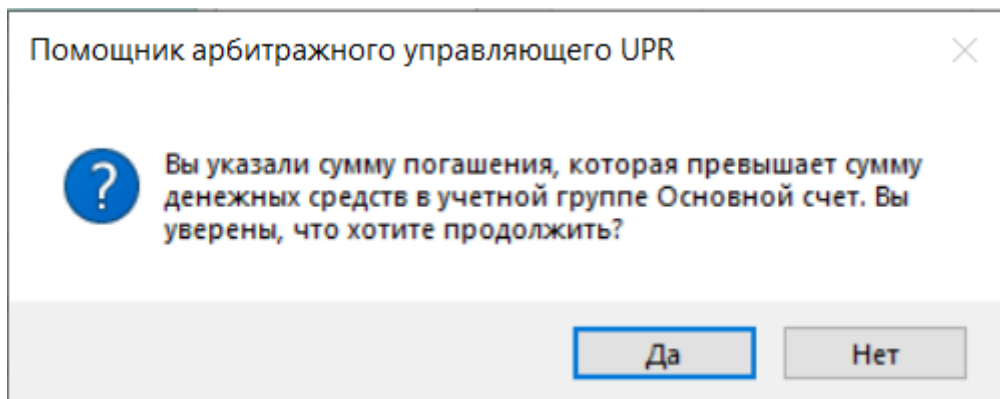 Помощник арбитражного управляющего UPR
?
Вы указали сумму погашения, которая превышает сумму
денежных средств в учетной группе Основной счет. Вы
уверены, что хотите продолжить?
Да
Нет